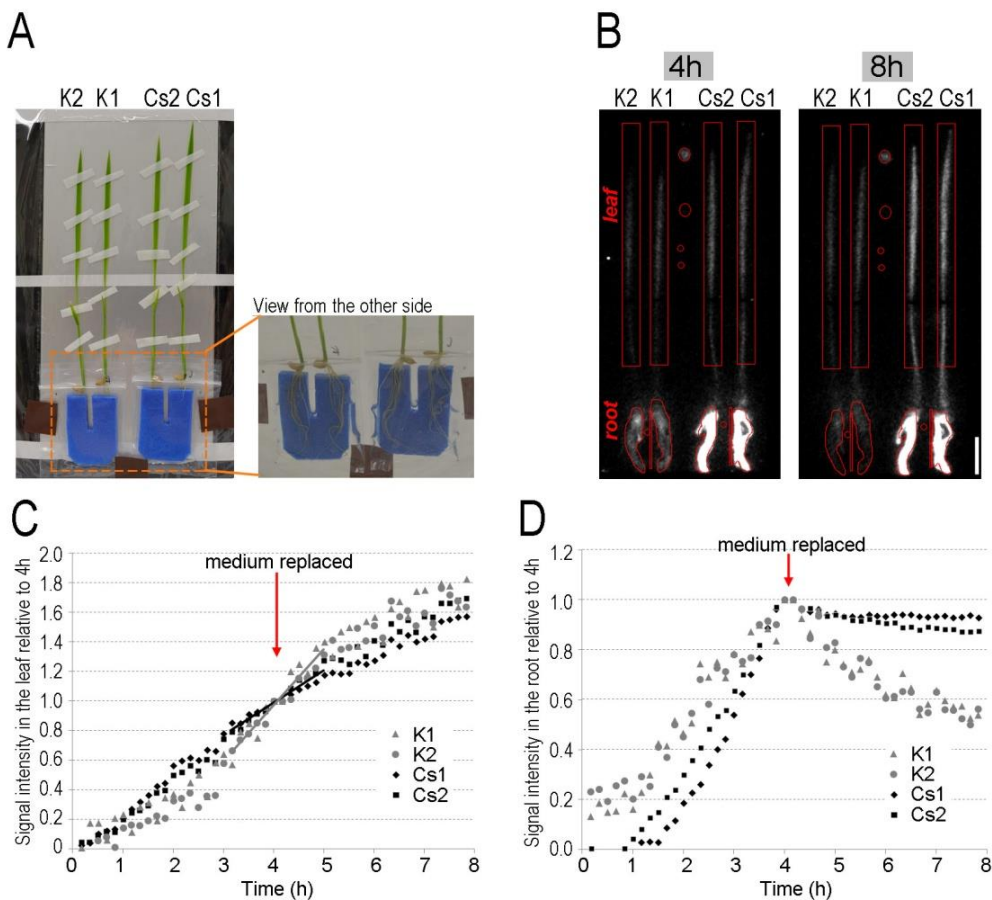 A
K2 K1 Cs2 Cs1
View from the other side
B
4h
8h
K2 K1 Cs2 Cs1
K2 K1 Cs2 Cs1
leaf
root
C
medium replaced
Signal intensity in the leaf relative to 4h
2.0
1.8
1.6
1.4
1.2
1.0
0.8
0.6
0.4
0.2
0
K1
K2
Cs1
Cs2
0 1 2 3 4 5 6 7 8
Time (h)
D
medium replaced
Signal intensity in the root relative to 4h
1.2
1.0
0.8
0.6
0.4
0.2
0.0
K1
K2
Cs1
Cs2
0 1 2 3 4 5 6 7 8
Time (h)